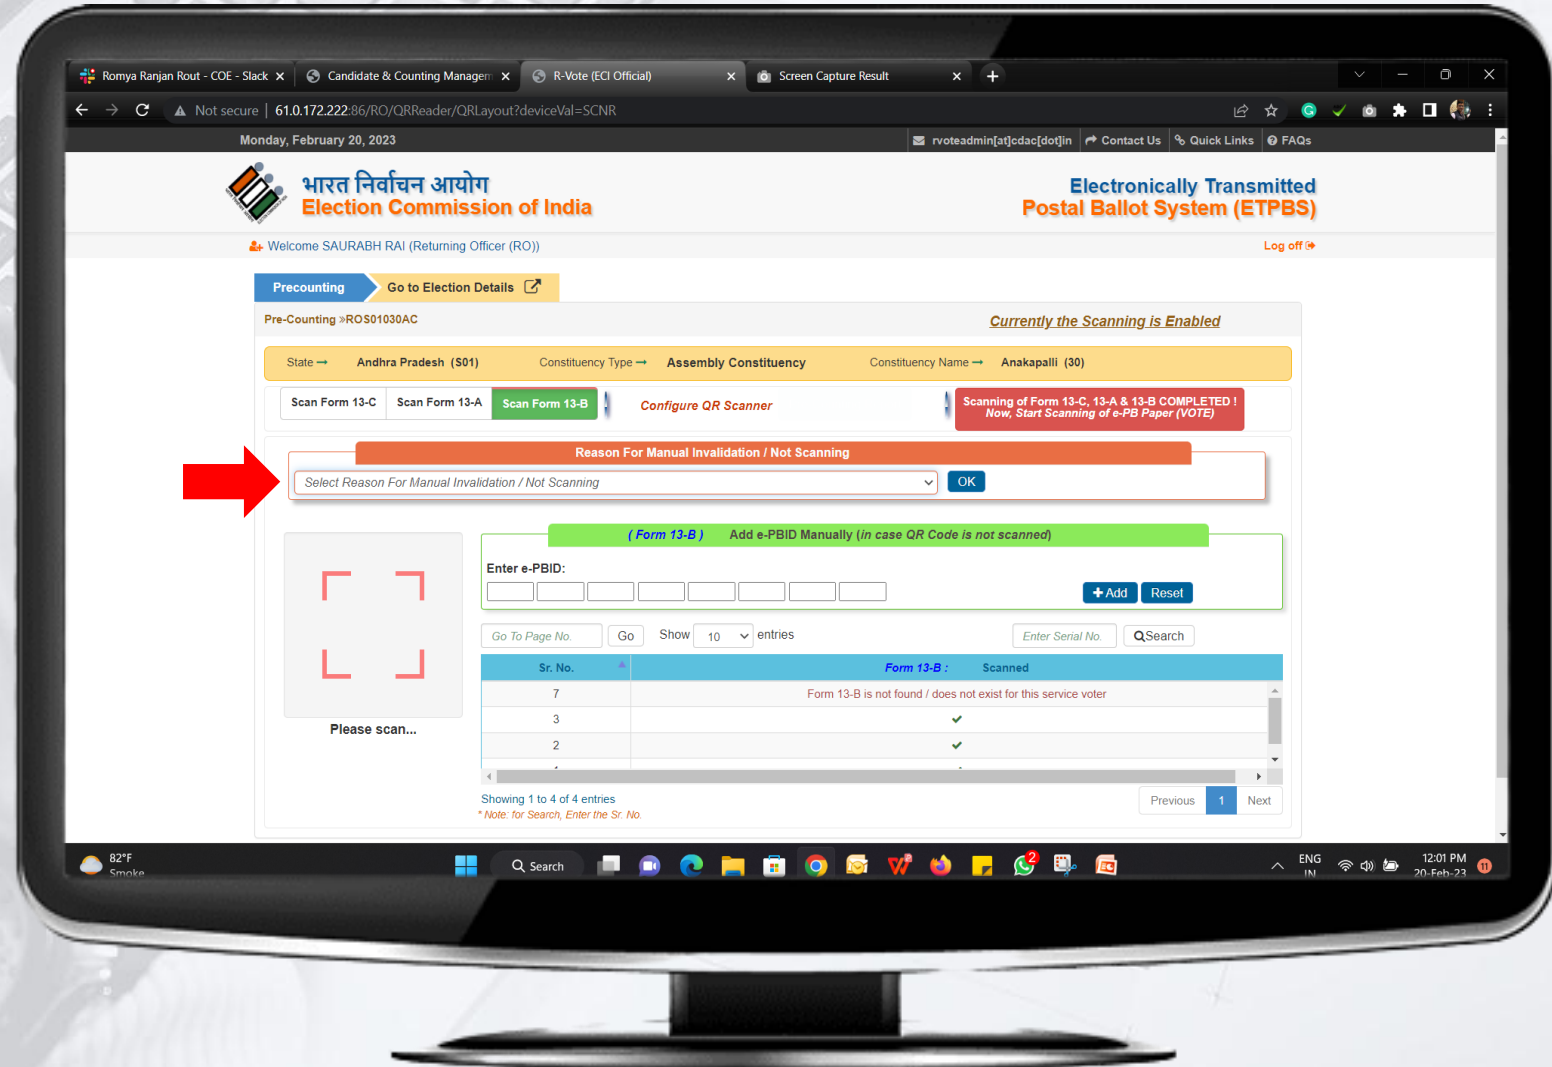 Romya Ranjan Rout - COE - Slack
Candidate & Counting Managem
R-Vote (ECI Official)
Screen Capture Result
Not secure | 61.0.172.222:86/RO/QRReader/QRLayout?deviceVal=SCNR
Monday, February 20, 2023
rvoteadmin[at]cdac[dot]in
Contact Us
Quick Links
FAQs
भारत निर्वाचन आयोग
Election Commission of India
Electronically Transmitted
Postal Ballot System (ETPBS)
Welcome SAURABH RAI (Returning Officer (RO))
Log off
Precounting
Go to Election Details
Pre-Counting »ROS01030AC
Currently the Scanning is Enabled
State → Andhra Pradesh (S01)
Constituency Type → Assembly Constituency
Constituency Name → Anakapalli (30)
Scan Form 13-C
Scan Form 13-A
Scan Form 13-B
Configure QR Scanner
Scanning of Form 13-C, 13-A & 13-B COMPLETED !
Now, Start Scanning of e-PB Paper (VOTE)
Reason For Manual Invalidation / Not Scanning
Select Reason For Manual Invalidation / Not Scanning
OK
( Form 13-B ) Add e-PBID Manually (in case QR Code is not scanned)
Enter e-PBID:
Add
Reset
Please scan...
Go To Page No.
Go
Show 10 entries
Enter Serial No.
Search
Sr. No.
Form 13-B : Scanned
7
Form 13-B is not found / does not exist for this service voter
3
2
Showing 1 to 4 of 4 entries
* Note: for Search, Enter the Sr. No.
Previous
1
Next
82°F
Smoke
Search
2
ENG
IN
12:01 PM
20-Feb-23
11